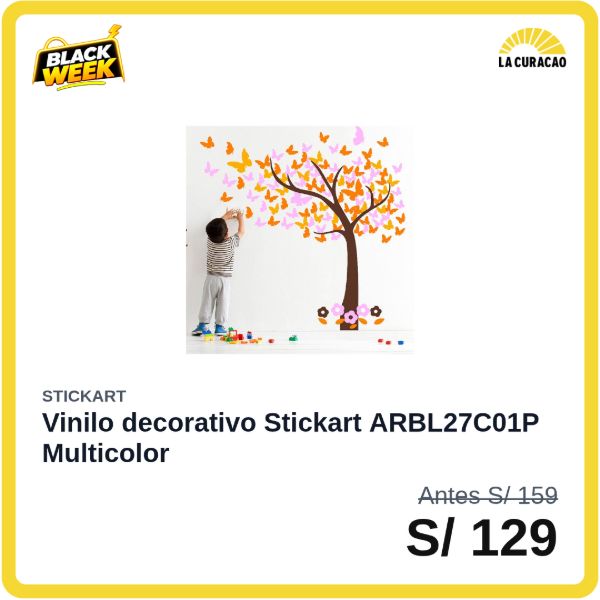 BLACK
WEEK
LA CURACAO
STICKART
Vinilo decorativo Stickart ARBL27C01P
Multicolor
Antes S/ 159
S/ 129